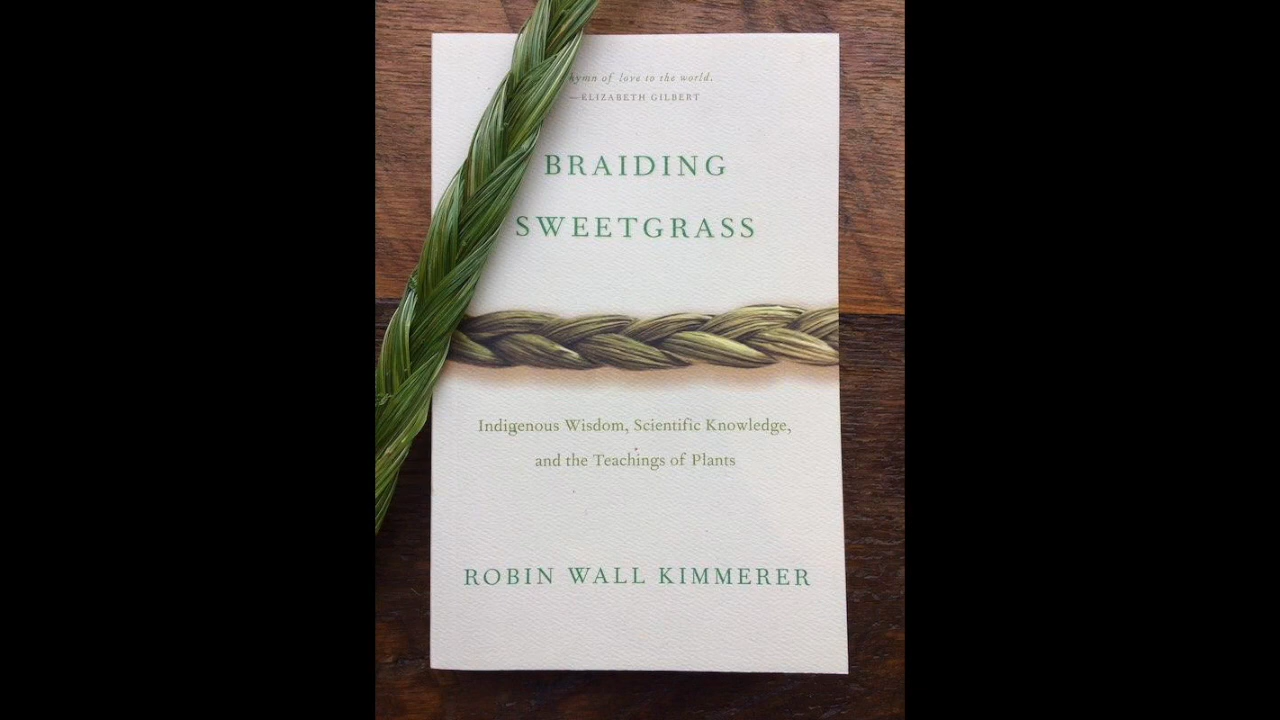 hymn of love to the world.
—ELIZABETH GILBERT
BRAIDING
SWEETGRASS
Indigenous Wisdom, Scientific Knowledge,
and the Teachings of Plants
ROBIN WALL KIMMERER